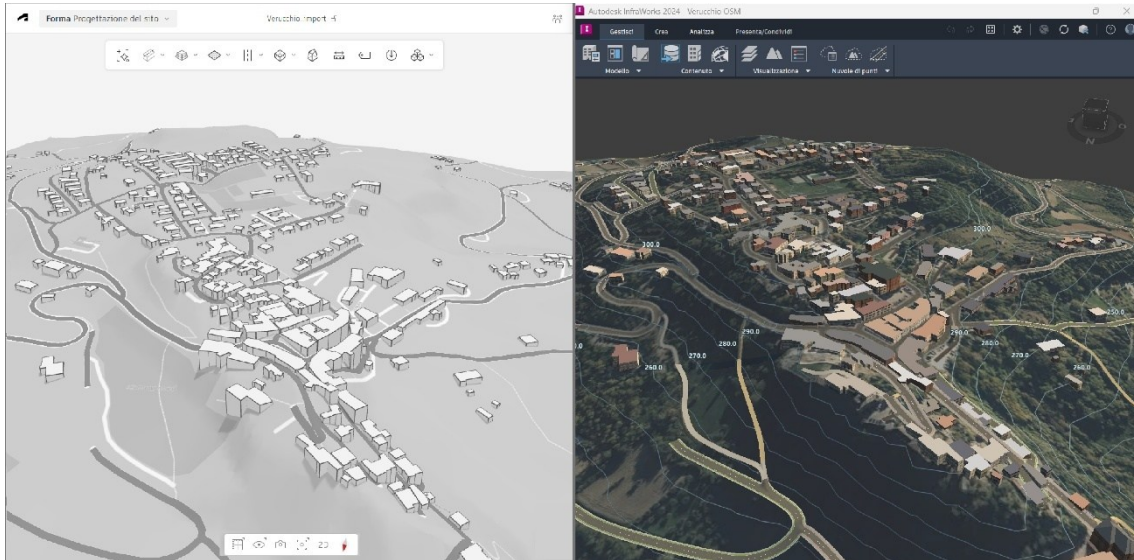 Forma Progettazione del sito
Verucchio import
2D
Autodesk InfraWorks 2024 Verucchio OSM
Gestisci Crea Analizza Presenta/Condividi
Modello Contenuto Visualizzazione Nuvole di punti
N
300.0
300.0
290.0
280.0
270.0
260.0
290.0
280.0
270.0
260.0
250.0